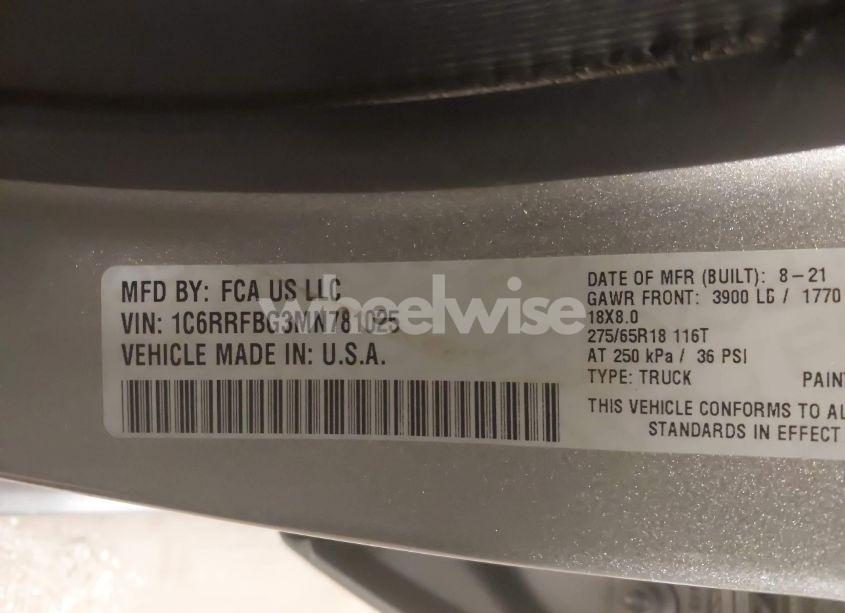 MFD BY: FCA US LLC
VIN: 1C6RRFBG3MN781025
VEHICLE MADE IN: U.S.A.
DATE OF MFR (BUILT): 8-21
GAWR FRONT: 3900 LB / 1770
18X8.0
275/65R18 116T
AT 250 kPa / 36 PSI
TYPE: TRUCK PAINT
THIS VEHICLE CONFORMS TO AL
STANDARDS IN EFFECT
wheelwise